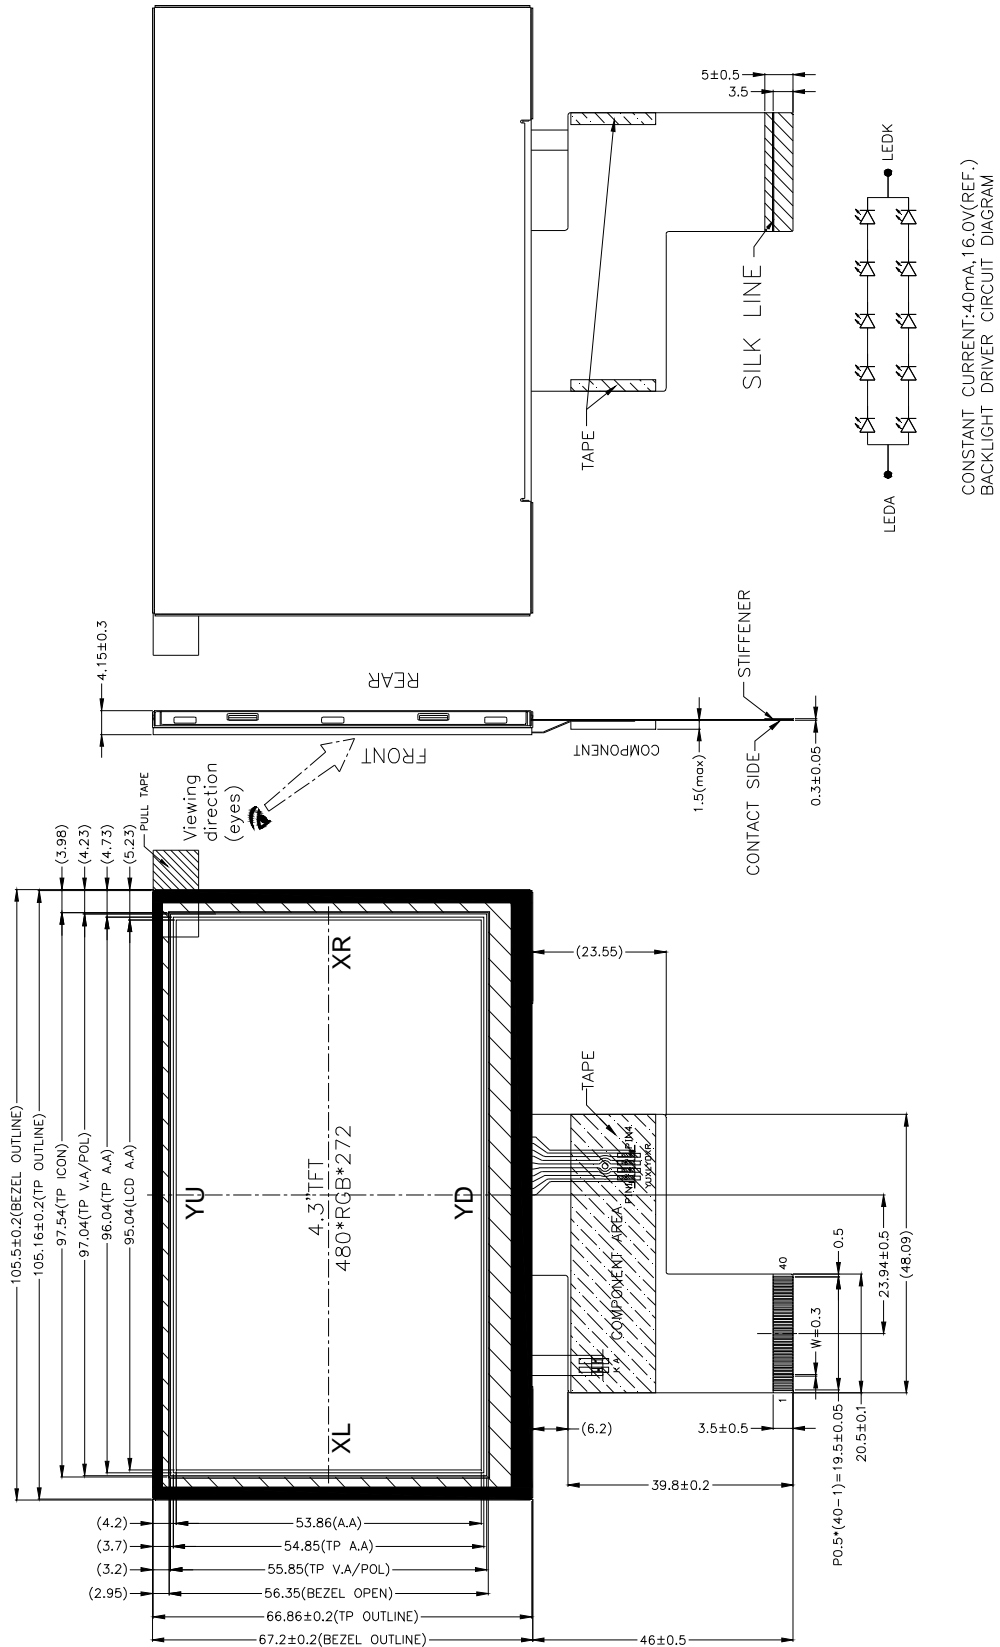 5±0.5
3.5
LEDK
LEDA
CONSTANT CURRENT:40mA,16.0V(REF.)
BACKLIGHT DRIVER CIRCUIT DIAGRAM
SILK LINE
TAPE
4.15±0.3
REAR
FRONT
COMPONENT
1.5(max)
STIFFENER
CONTACT SIDE
0.3±0.05
Viewing
direction
(eyes)
PULL TAPE
(3.98)
(4.23)
(4.73)
(5.23)
105.5±0.2(BEZEL OUTLINE)
105.16±0.2(TP OUTLINE)
97.54(TP ICON)
97.04(TP V.A/POL)
96.04(TP A.A)
95.04(LCD A.A)
XR
YU
YD
XL
4.3"TFT
480*RGB*272
(23.55)
TAPE
COMPONENT AREA
K A
YUXLYDXR
40
1
0.5
W=0.3
23.94±0.5
(48.09)
(6.2)
3.5±0.5
P0.5*(40-1)=19.5±0.05
20.5±0.1
39.8±0.2
(4.2)
53.86(A.A)
(3.7)
54.85(TP A.A)
(3.2)
55.85(TP V.A/POL)
(2.95)
56.35(BEZEL OPEN)
66.86±0.2(TP OUTLINE)
67.2±0.2(BEZEL OUTLINE)
46±0.5